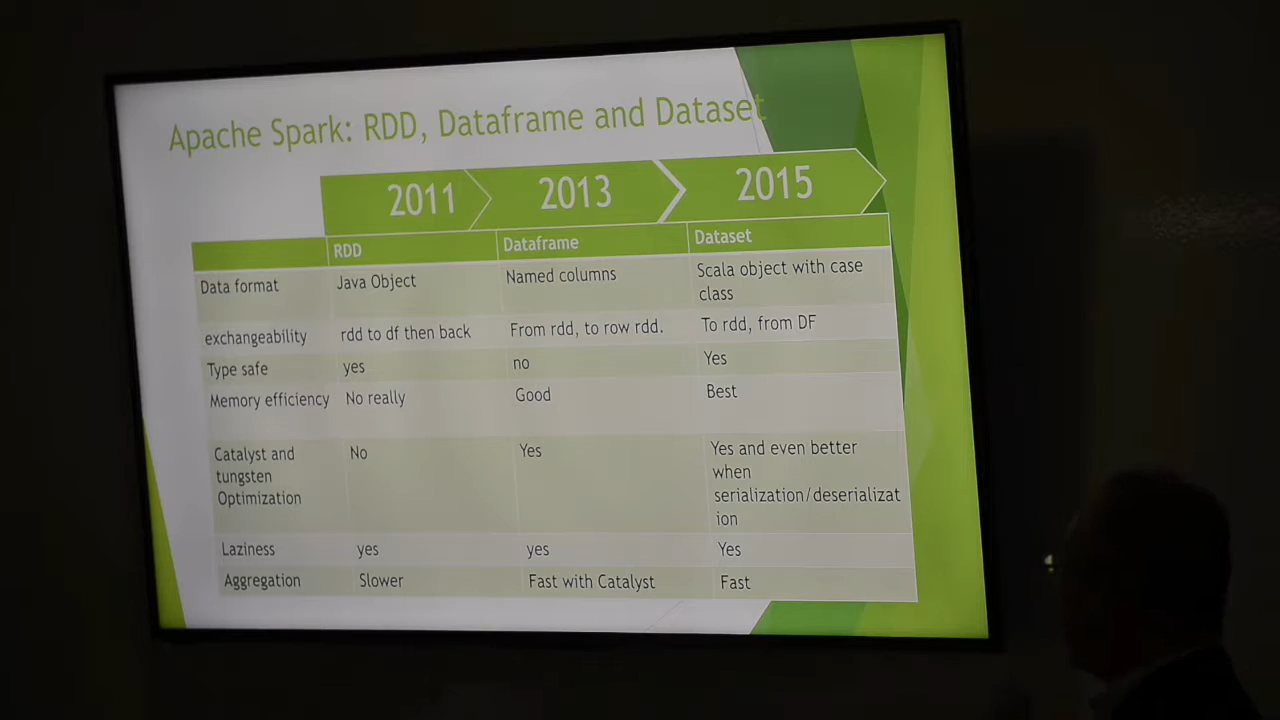 Apache Spark: RDD, Dataframe and Dataset
2011 2013 2015
RDD Dataframe Dataset
Data format Java Object Named columns Scala object with case
class
exchangeability rdd to df then back From rdd, to row rdd. To rdd, from DF
Type safe yes no Yes
Memory efficiency No really Good Best
Catalyst and No Yes Yes and even better
tungsten when
Optimization serialization/deserializat
ion
Laziness yes yes Yes
Aggregation Slower Fast with Catalyst Fast